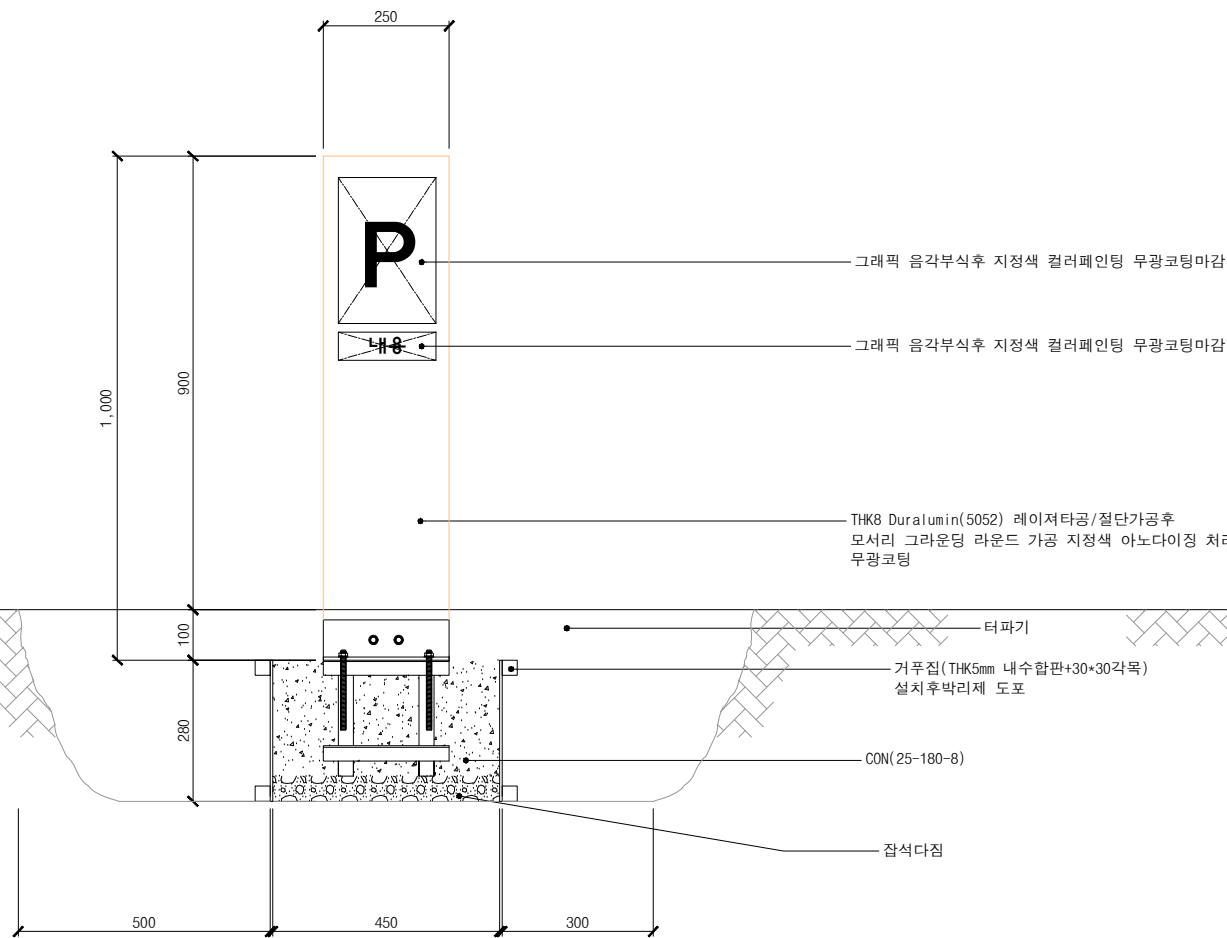 250
P
그래픽 음각부식후 지정색 컬러페인팅 무광코팅마감
내용
그래픽 음각부식후 지정색 컬러페인팅 무광코팅마감
900
1,000
THK8 Duralumin(5052) 레이져타공/절단가공후
모서리 그라운딩 라운드 가공 지정색 아노다이징 처리
무광코팅
100
터파기
거푸집(THK5mm 내수합판+30*30각목)
설치후박리제 도포
280
CON(25-180-8)
잡석다짐
500
450
300